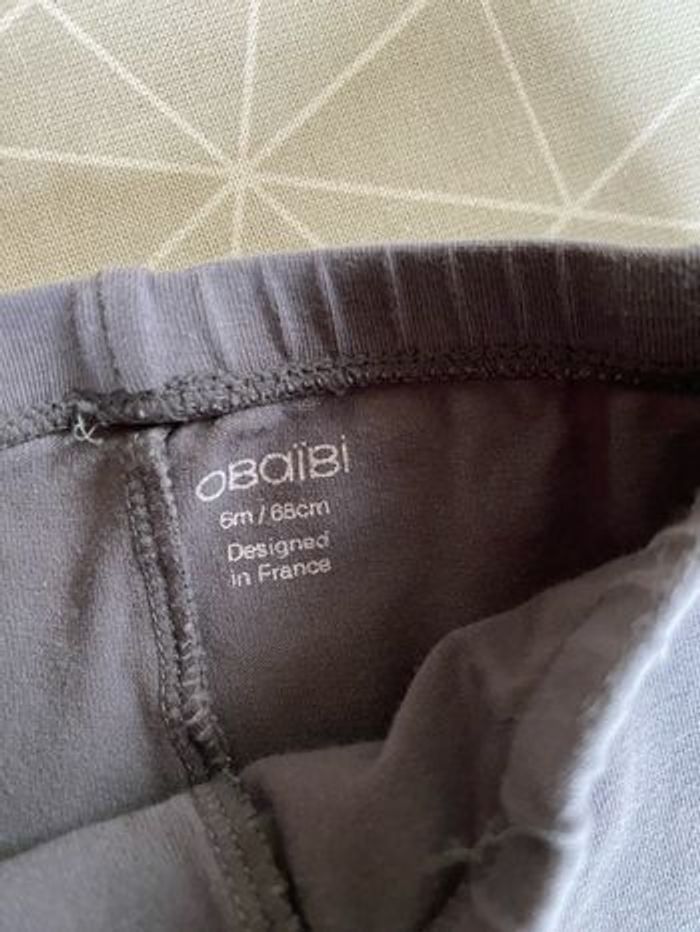 OBaïBi
6m / 68cm
Designed
in France